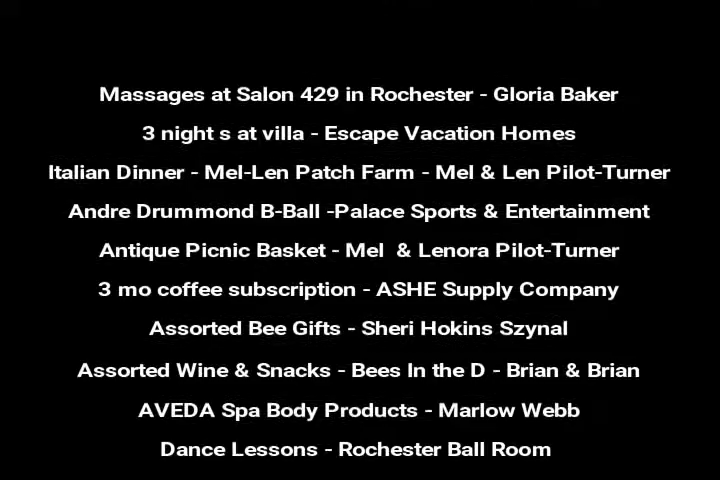 Massages at Salon 429 in Rochester - Gloria Baker
3 night s at villa - Escape Vacation Homes
Italian Dinner - Mel-Len Patch Farm - Mel & Len Pilot-Turner
Andre Drummond B-Ball -Palace Sports & Entertainment
Antique Picnic Basket - Mel  & Lenora Pilot-Turner
3 mo coffee subscription - ASHE Supply Company
Assorted Bee Gifts - Sheri Hokins Szynal
Assorted Wine & Snacks - Bees In the D - Brian & Brian
AVEDA Spa Body Products - Marlow Webb
Dance Lessons - Rochester Ball Room